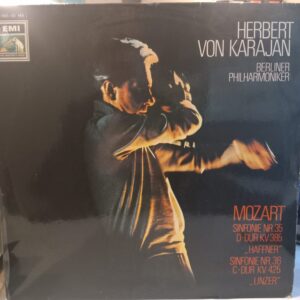 EMI
HERBERT
VON KARAJAN
BERLINER
PHILHARMONIKER
MOZART
SINFONIE NR. 35
D-DUR KV 385
„HAFFNER"
SINFONIE NR. 36
C-DUR KV 425
„LINZER"